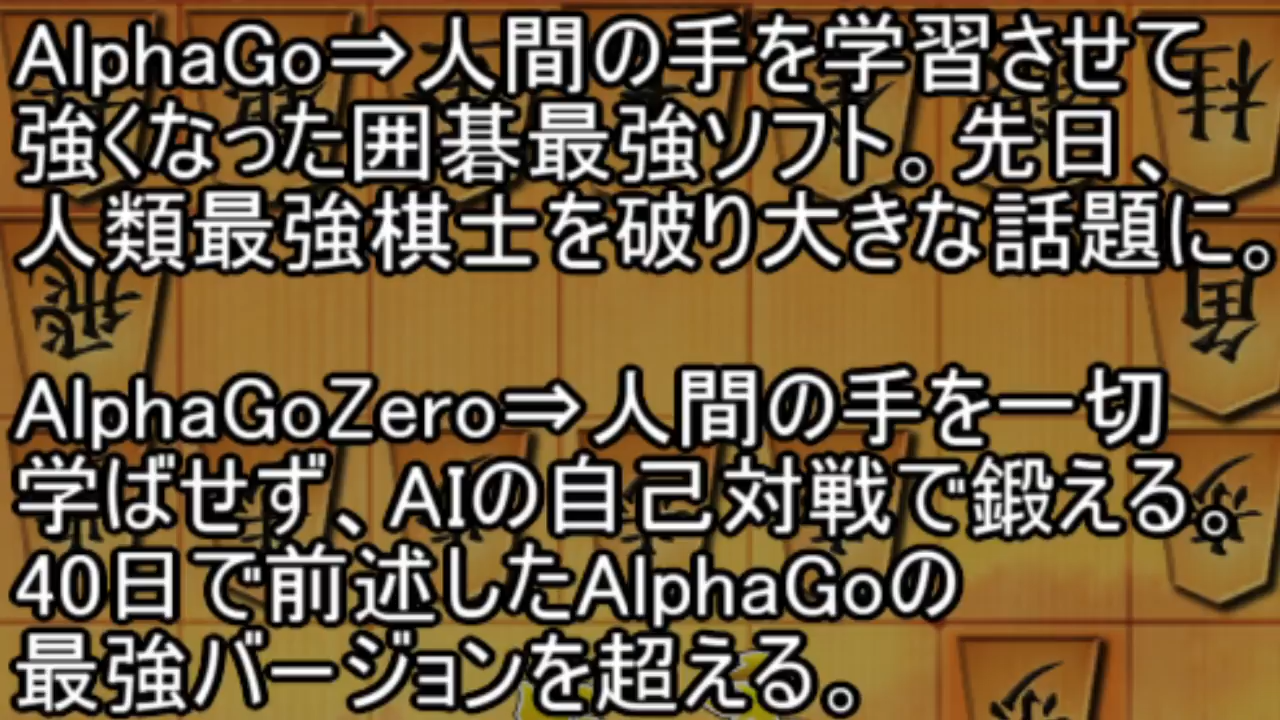 AlphaGo⇒人間の手を学習させて
強くなった囲碁最強ソフト。先日、
人類最強棋士を破り大きな話題に。
飛
角
AlphaGoZero⇒人間の手を一切
学ばせず、AIの自己対戦で鍛える。
40日で前述したAlphaGoの
最強バージョンを超える。